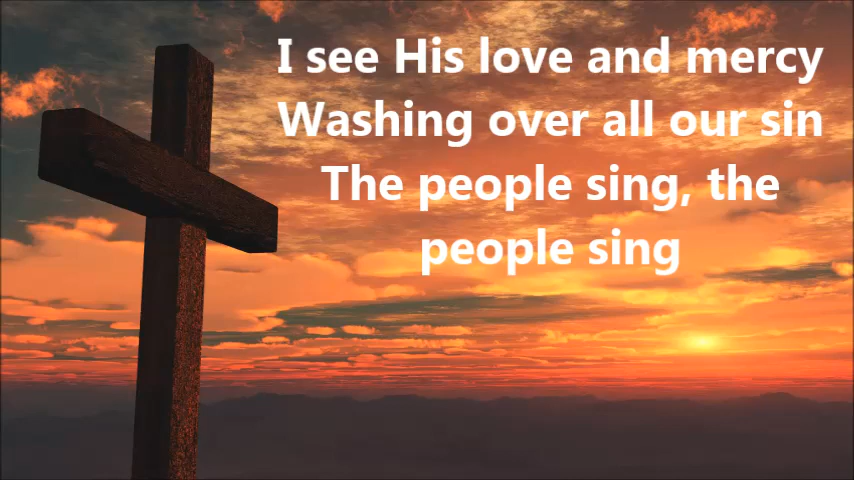 I see His love and mercy
Washing over all our sin
The people sing, the
people sing